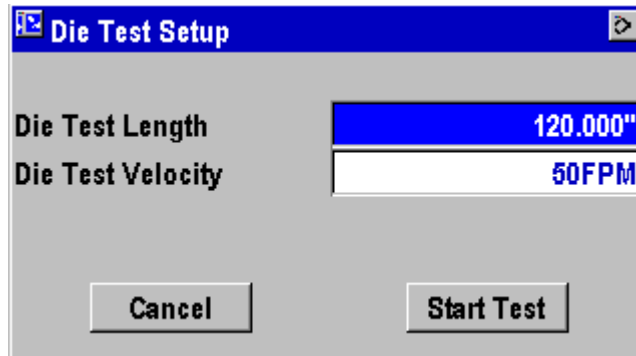 Die Test Setup
Die Test Length 120.000"
Die Test Velocity 50FPM
Cancel Start Test